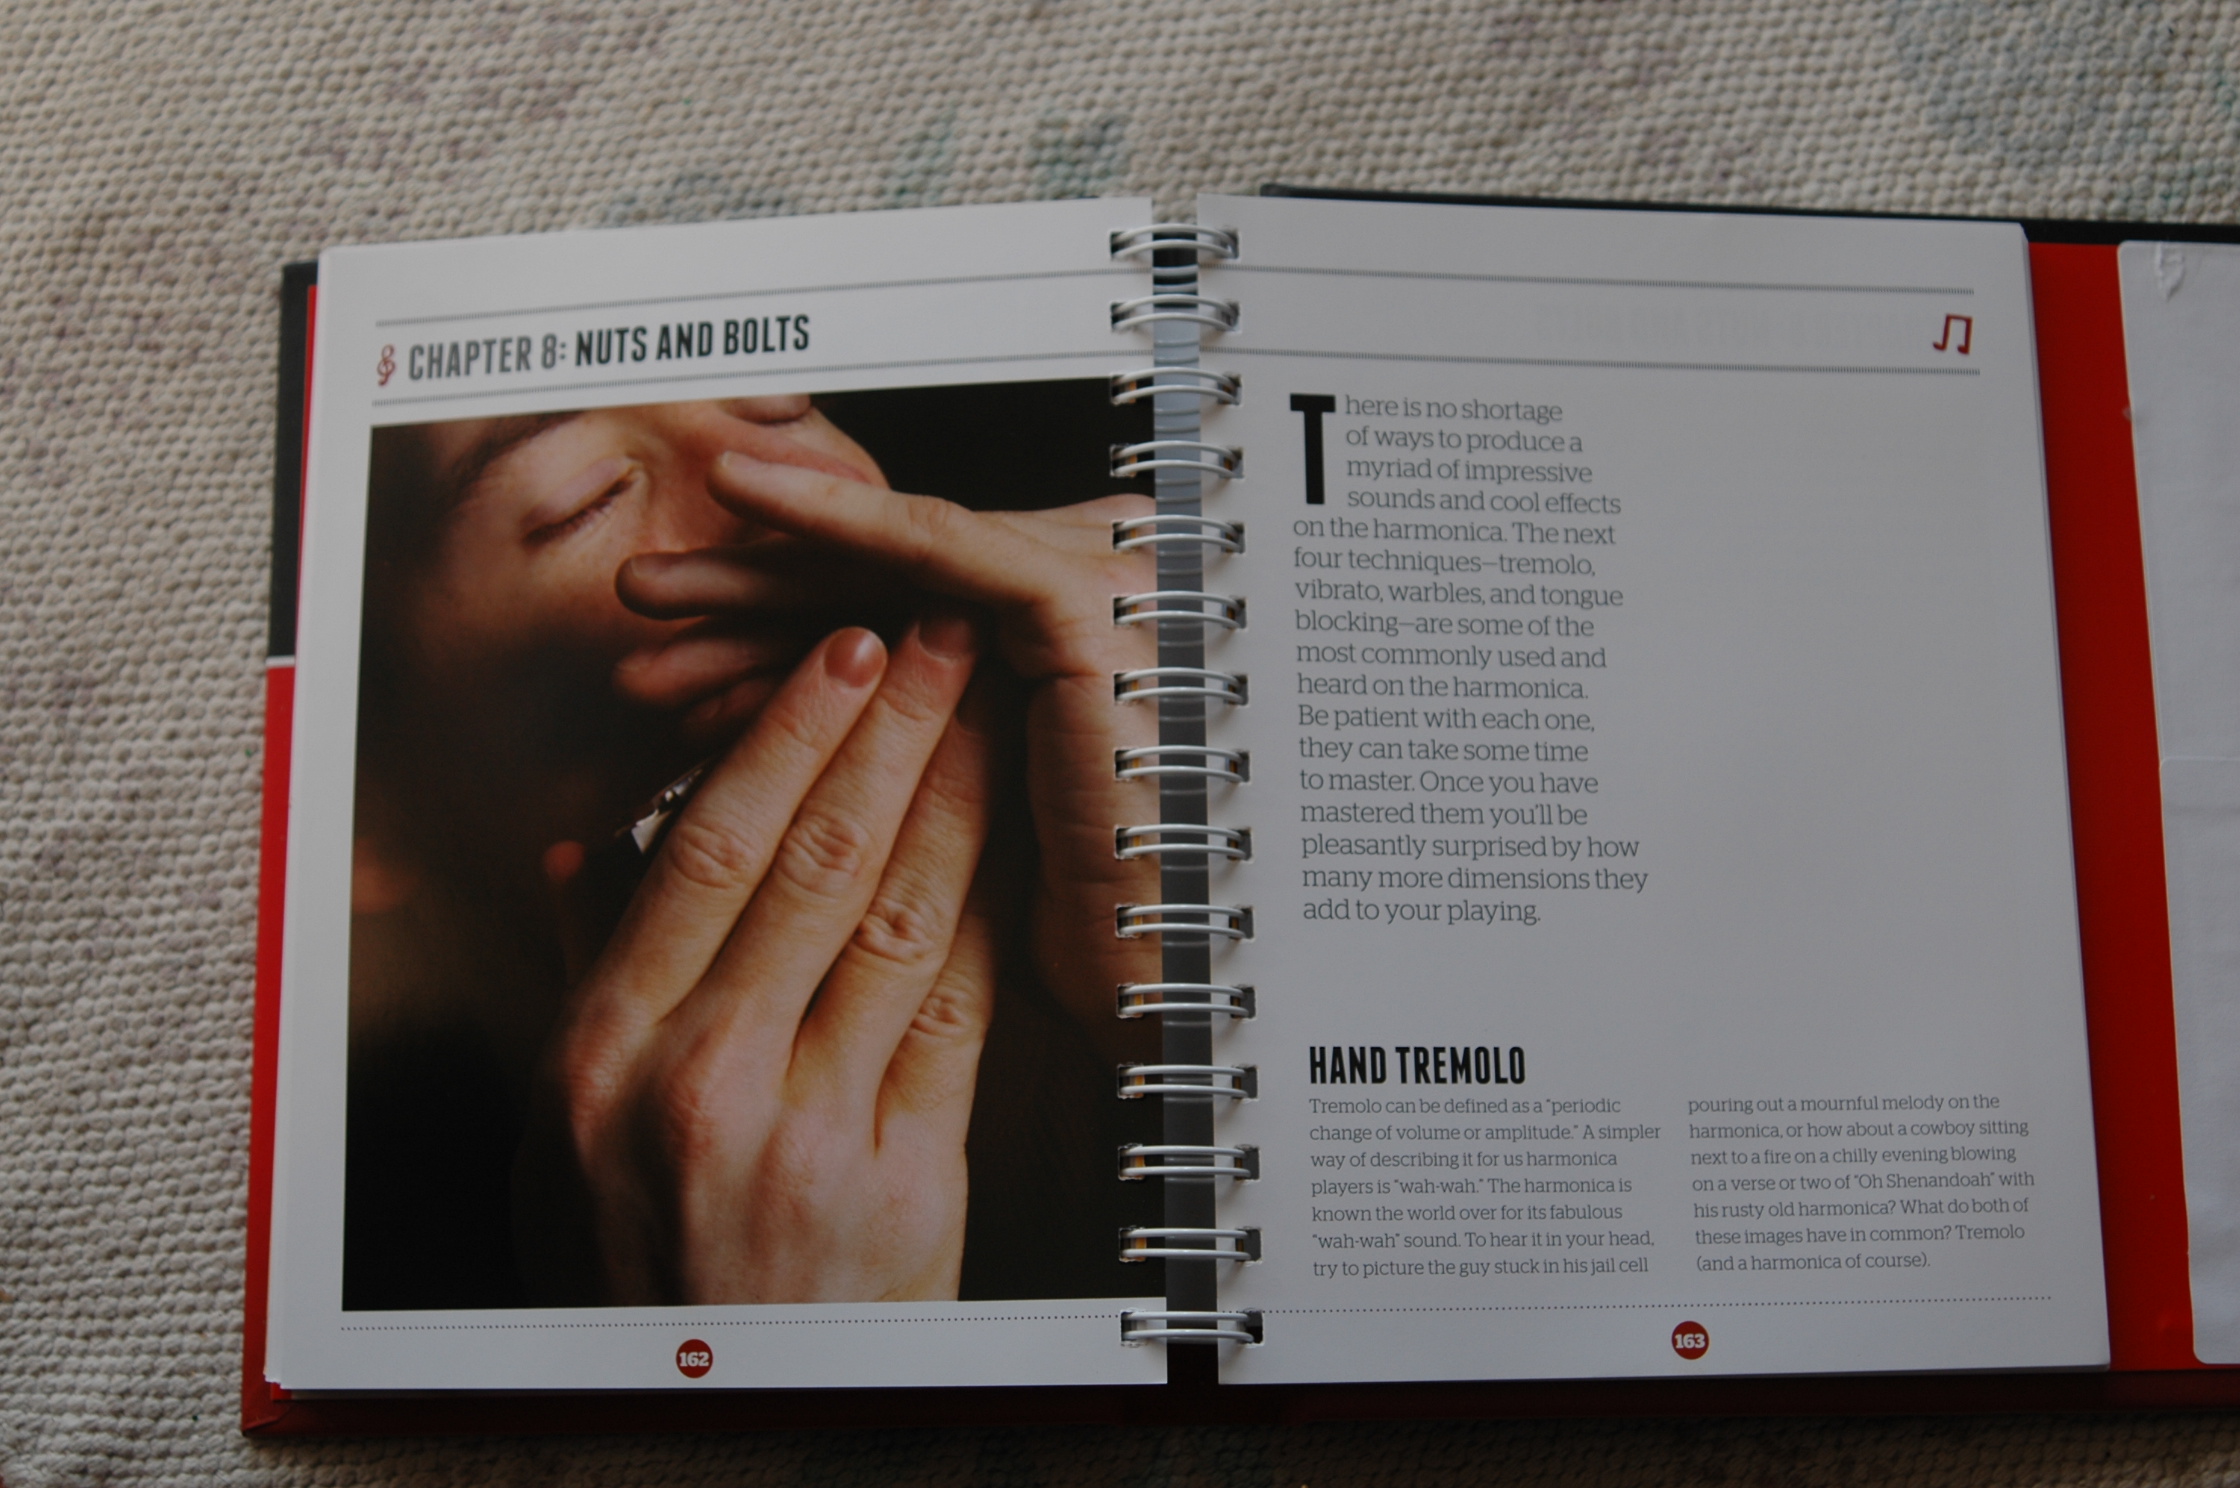 CHAPTER 8: NUTS AND BOLTS
162
There is no shortage
of ways to produce a
myriad of impressive
sounds and cool effects
on the harmonica. The next
four techniques—tremolo,
vibrato, warbles, and tongue
blocking—are some of the
most commonly used and
heard on the harmonica.
Be patient with each one,
they can take some time
to master. Once you have
mastered them you'll be
pleasantly surprised by how
many more dimensions they
add to your playing.
HAND TREMOLO
Tremolo can be defined as a "periodic
change of volume or amplitude." A simpler
way of describing it for us harmonica
players is "wah-wah." The harmonica is
known the world over for its fabulous
"wah-wah" sound. To hear it in your head,
try to picture the guy stuck in his jail cell
pouring out a mournful melody on the
harmonica, or how about a cowboy sitting
next to a fire on a chilly evening blowing
on a verse or two of "Oh Shenandoah" with
his rusty old harmonica? What do both of
these images have in common? Tremolo
(and a harmonica of course).
163